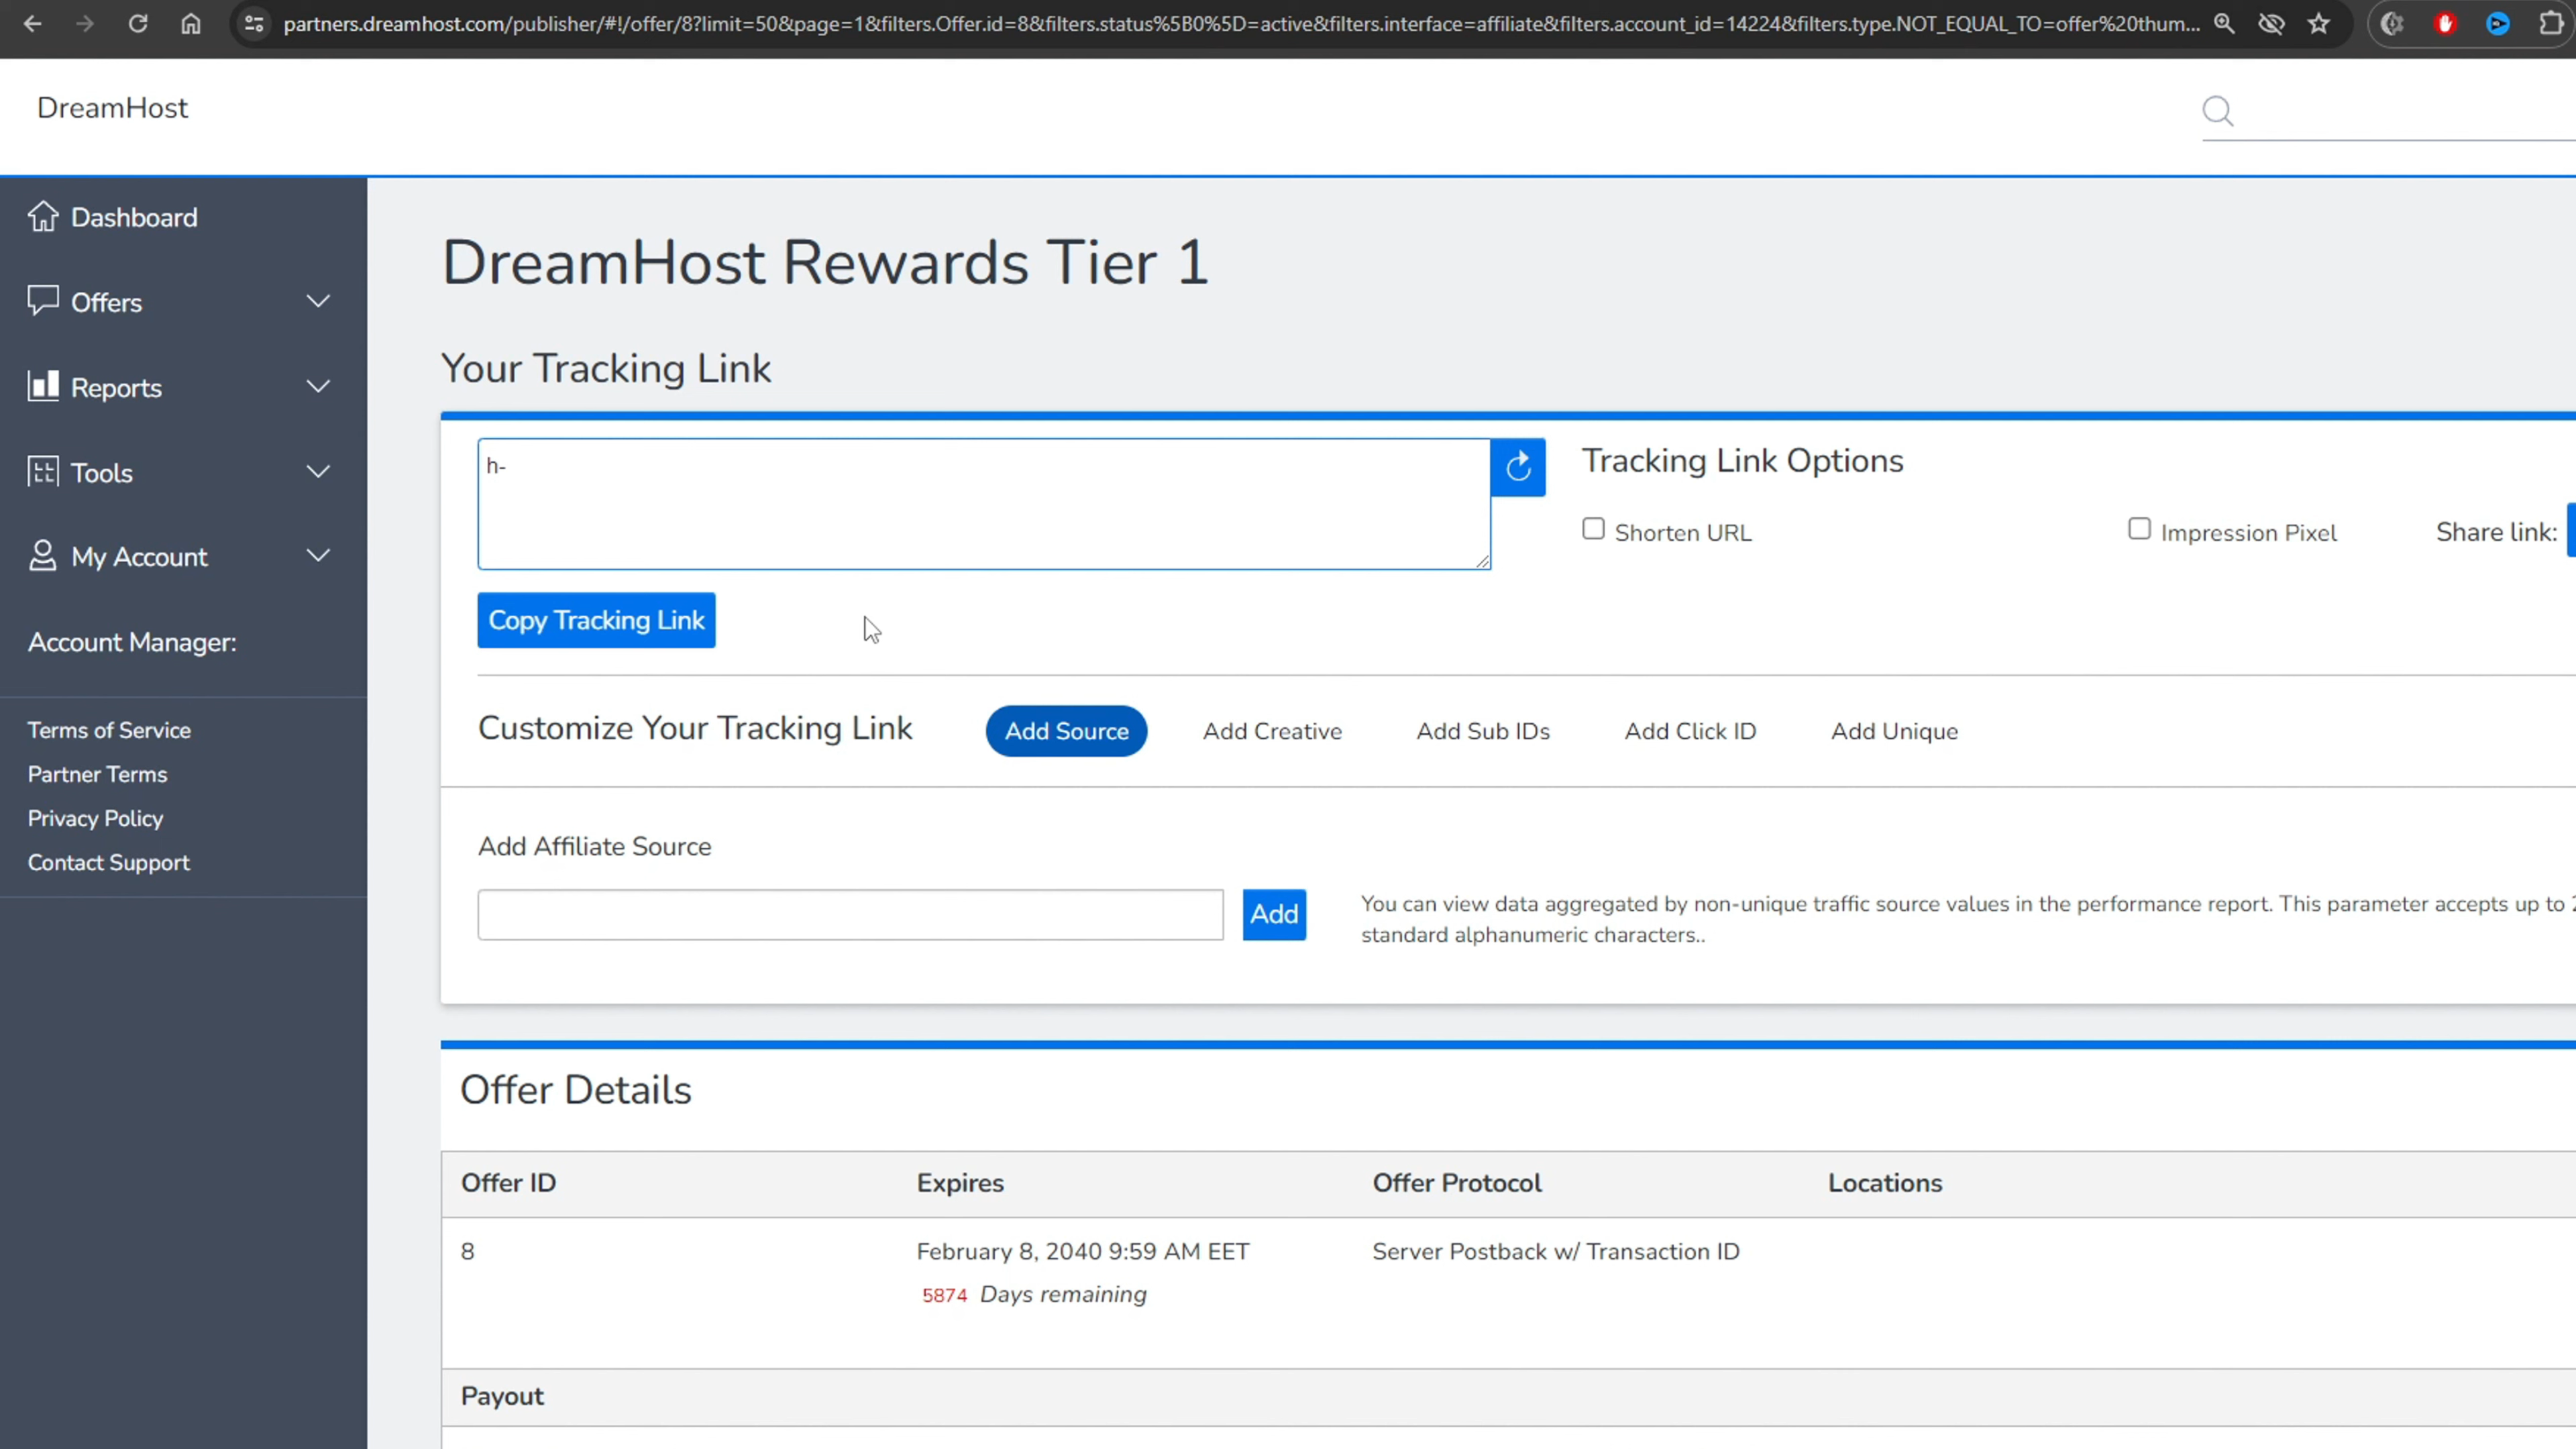 partners.dreamhost.com/publisher/#!/offer/8?limit=50&page=1&filters.Offer.id=8&filters.status%5B0%5D=active&filters.interface=affiliate&filters.account_id=14224&filters.type.NOT_EQUAL_TO=offer%20thum...
DreamHost
Dashboard
Offers
Reports
Tools
My Account
Account Manager:
Terms of Service
Partner Terms
Privacy Policy
Contact Support
DreamHost Rewards Tier 1
Your Tracking Link
h-
Tracking Link Options
Shorten URL
Impression Pixel
Share link:
Copy Tracking Link
Customize Your Tracking Link
Add Source
Add Creative
Add Sub IDs
Add Click ID
Add Unique
Add Affiliate Source
Add
You can view data aggregated by non-unique traffic source values in the performance report. This parameter accepts up to
standard alphanumeric characters..
Offer Details
Offer ID
Expires
Offer Protocol
Locations
8
February 8, 2040 9:59 AM EET
Server Postback w/ Transaction ID
5874 Days remaining
Payout